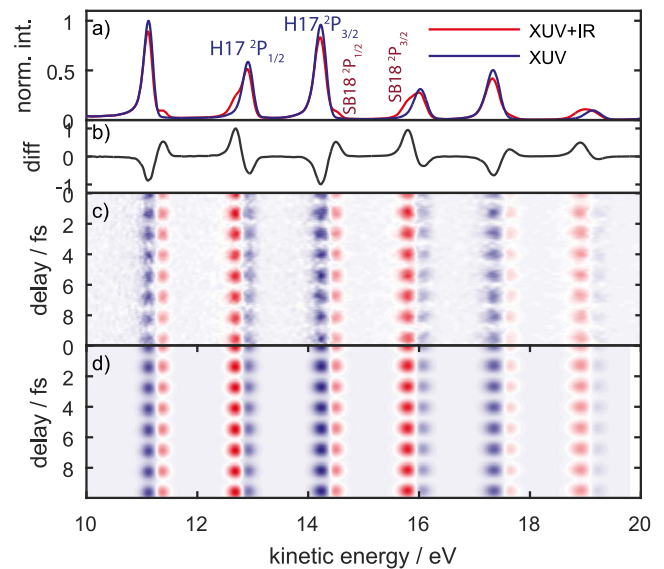 a)
norm. int.
1
0.5
0
H17 ²P₁/₂
H17 ²P₃/₂
SB18 ²P₁/₂
SB18 ²P₃/₂
XUV+IR
XUV
b)
diff
1
0
-1
c)
delay / fs
0
2
4
6
8
d)
delay / fs
0
2
4
6
8
10
12
14
16
18
20
kinetic energy / eV